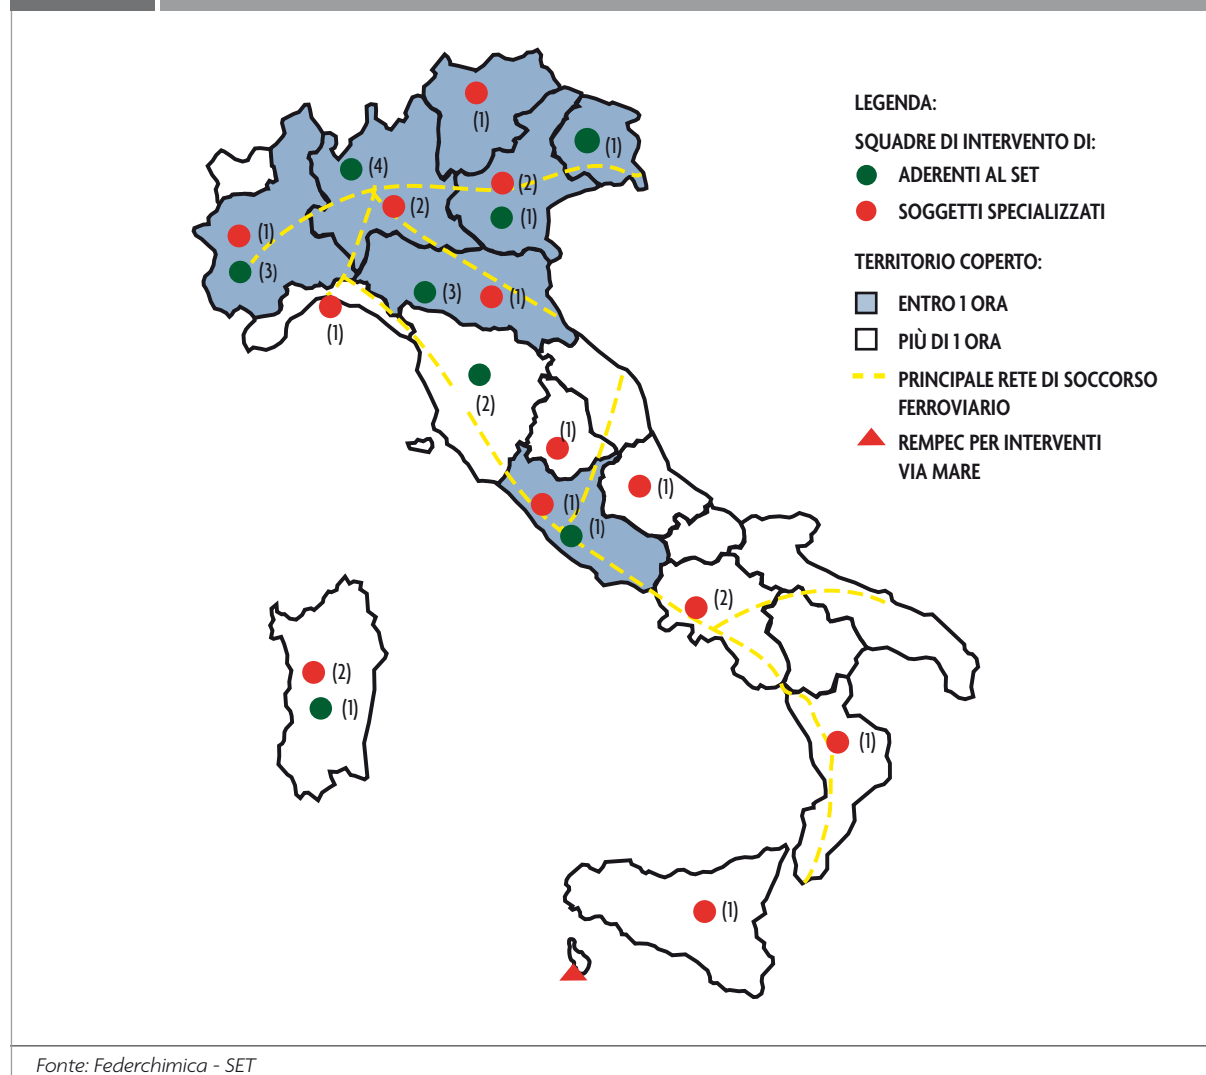 LEGENDA:
SQUADRE DI INTERVENTO DI:
ADERENTI AL SET
SOGGETTI SPECIALIZZATI
TERRITORIO COPERTO:
ENTRO 1 ORA
PIÙ DI 1 ORA
PRINCIPALE RETE DI SOCCORSO
FERROVIARIO
REMPEC PER INTERVENTI
VIA MARE
(1)
(1)
(4)
(2)
(2)
(1)
(1)
(3)
(3)
(1)
(1)
(2)
(1)
(1)
(1)
(1)
(2)
(2)
(1)
(1)
(1)
Fonte: Federchimica - SET